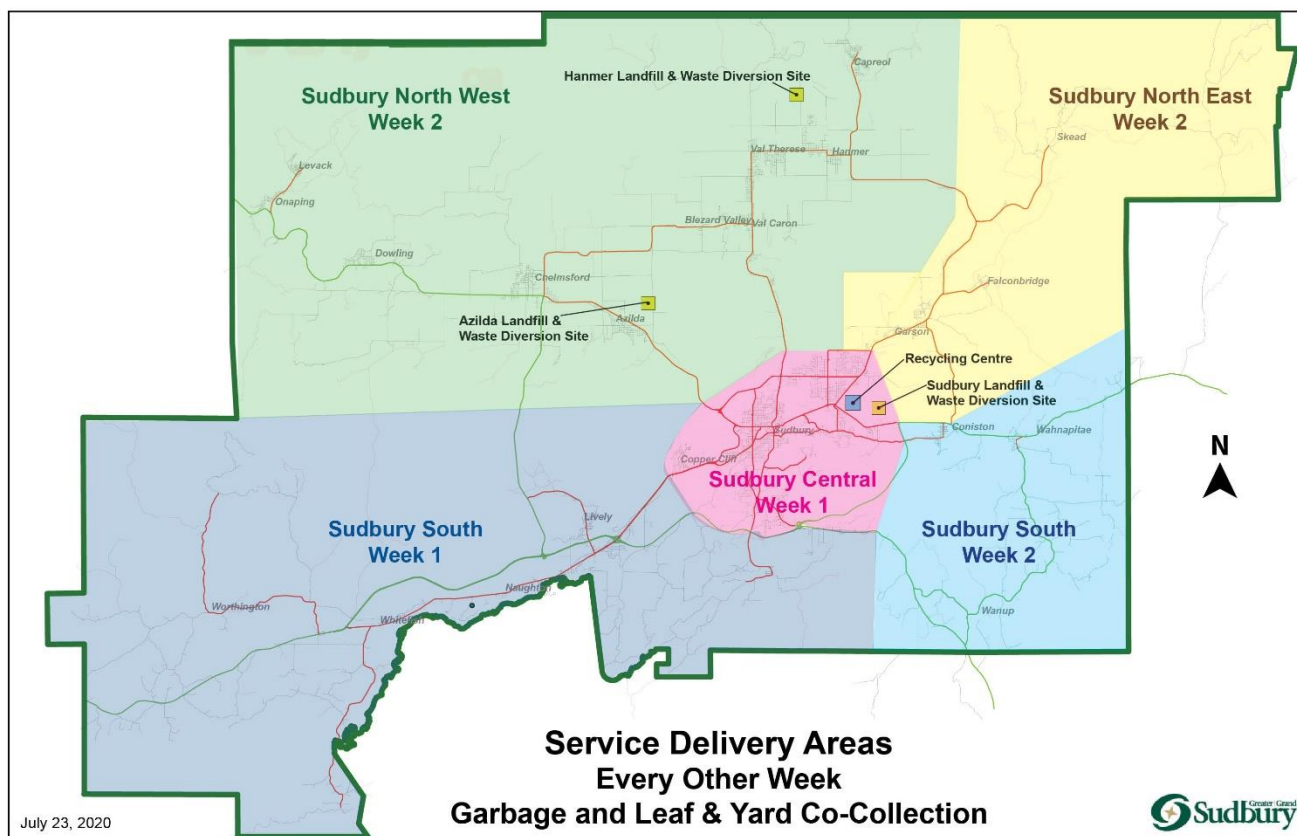 Hanmer Landfill & Waste Diversion Site
Capreol
Sudbury North West
Week 2
Sudbury North East
Week 2
Skead
Val Therese
Hanmer
Levack
Onaping
Blezard Valley
Val Caron
Dowling
Chelmsford
Falconbridge
Azilda Landfill &
Waste Diversion Site
Azilda
Garson
Recycling Centre
Sudbury Landfill &
Waste Diversion Site
Sudbury
Coniston
Wahnapitae
Copper Cliff
N
Sudbury Central
Week 1
Lively
Sudbury South
Week 1
Sudbury South
Week 2
Naughton
Worthington
Whitefish
Wanup
Service Delivery Areas
Every Other Week
Garbage and Leaf & Yard Co-Collection
July 23, 2020
Greater Grand
Sudbury